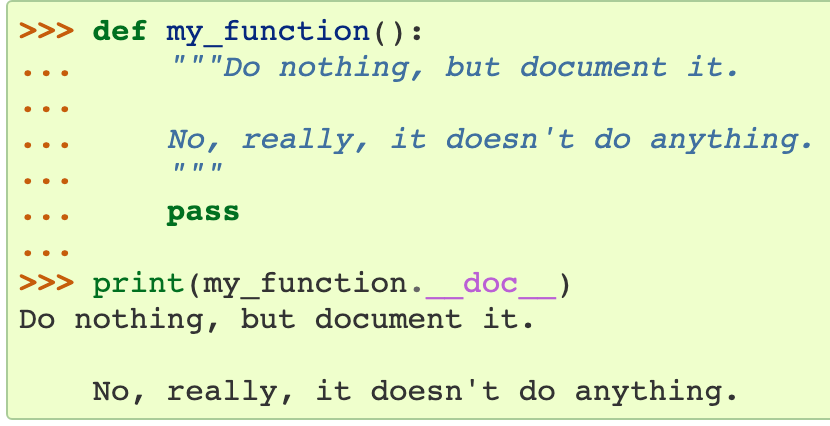 >>> def my_function():
...     """Do nothing, but document it.
...
...     No, really, it doesn't do anything.
...     """
...     pass
...
>>> print(my_function.__doc__)
Do nothing, but document it.

    No, really, it doesn't do anything.